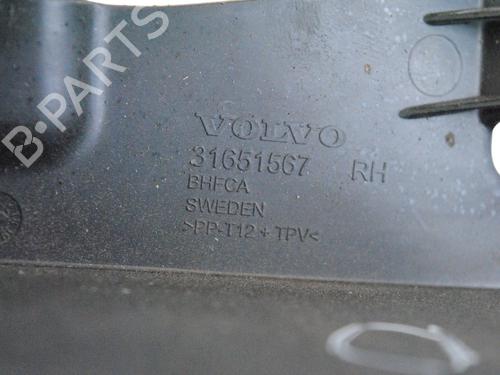 B-PARTS
VOLVO
31651567 RH
BHFCA
SWEDEN
>PP-T12+TPV<